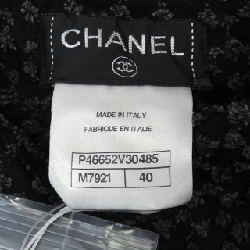 CHANEL
MADE IN ITALY
FABRIQUE EN ITALIE
P46652V30485
M7921 40